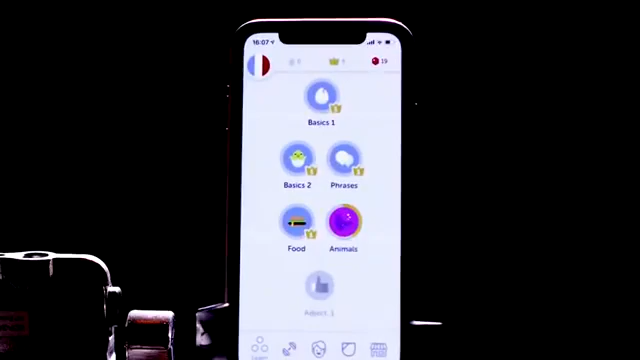 16:07
19
Basics 1
Basics 2 Phrases
Food Animals
Adject. 1